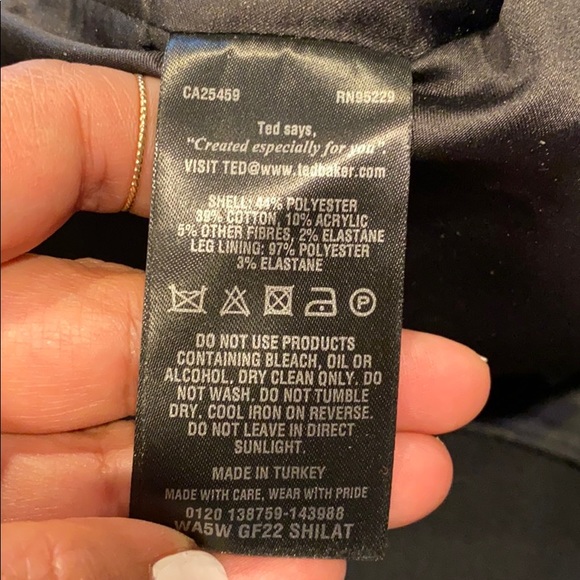 CA25459 RN95229
Ted says,
"Created especially for you".
VISIT TED@www.tedbaker.com
SHELL: 44% POLYESTER
39% COTTON, 10% ACRYLIC
5% OTHER FIBRES, 2% ELASTANE
LEG LINING: 97% POLYESTER
3% ELASTANE
P
DO NOT USE PRODUCTS
CONTAINING BLEACH, OIL OR
ALCOHOL. DRY CLEAN ONLY. DO
NOT WASH. DO NOT TUMBLE
DRY. COOL IRON ON REVERSE.
DO NOT LEAVE IN DIRECT
SUNLIGHT.
MADE IN TURKEY
MADE WITH CARE, WEAR WITH PRIDE
0120 138759-143988
WA5W GF22 SHILAT